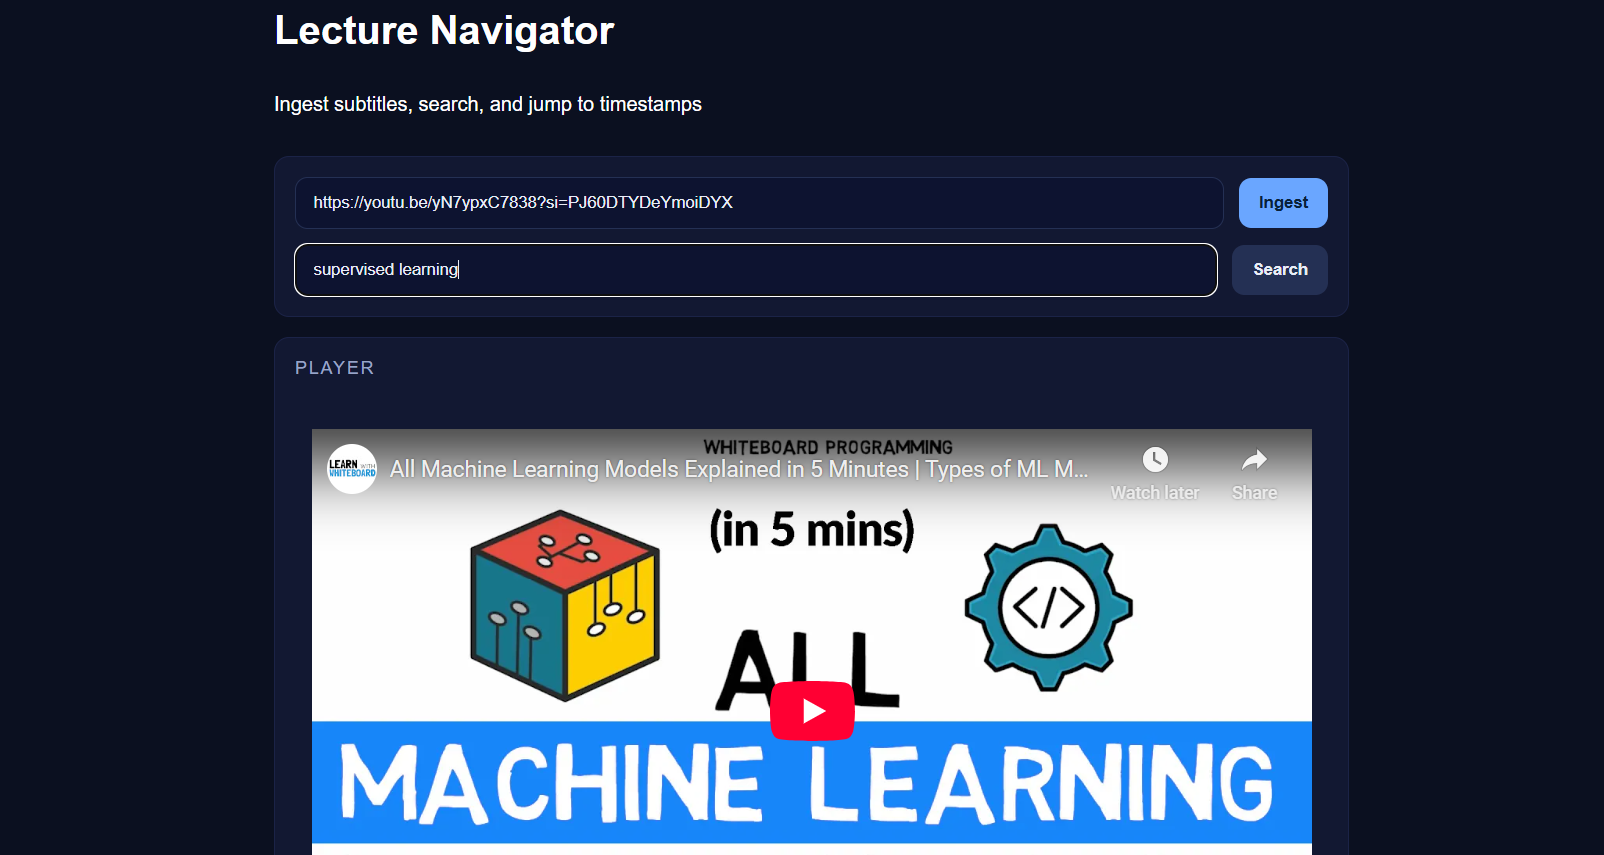 Lecture Navigator
Ingest subtitles, search, and jump to timestamps
https://youtu.be/yN7ypxC7838?si=PJ60DTYDeYmoiDYX
Ingest
supervised learning
Search
PLAYER
WHITEBOARD PROGRAMMING
LEARN WITH
WHITEBOARD
All Machine Learning Models Explained in 5 Minutes | Types of ML M...
Watch later
Share
(in 5 mins)
</>
ALL
MACHINE LEARNING